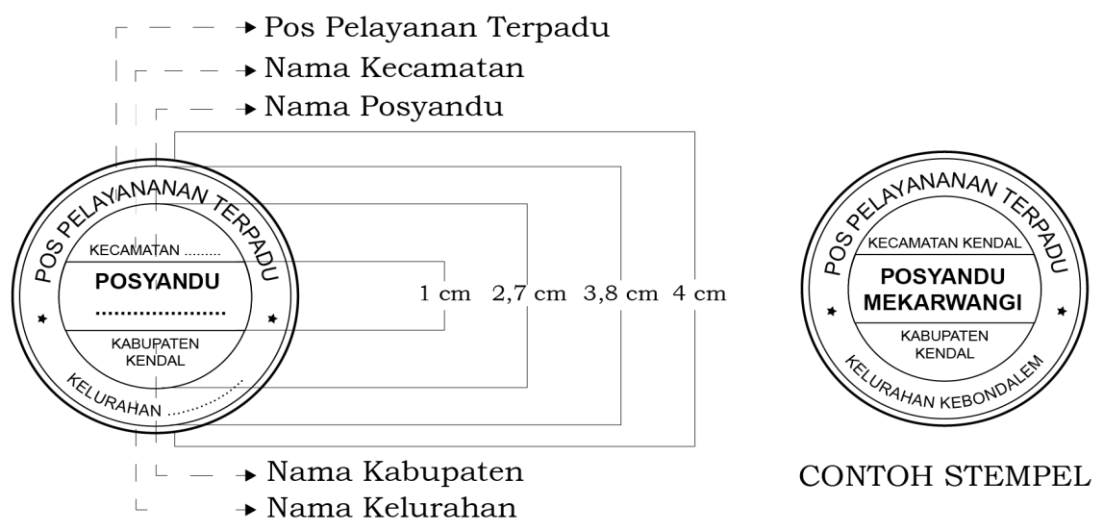 Pos Pelayanan Terpadu
Nama Kecamatan
Nama Posyandu
POS PELAYANANAN TERPADU
KECAMATAN .........
POSYANDU
......................
KABUPATEN
KENDAL
KELURAHAN ..................
1 cm 2,7 cm 3,8 cm 4 cm
Nama Kabupaten
Nama Kelurahan
POS PELAYANANAN TERPADU
KECAMATAN KENDAL
POSYANDU
MEKARWANGI
KABUPATEN
KENDAL
KELURAHAN KEBONDALEM
CONTOH STEMPEL